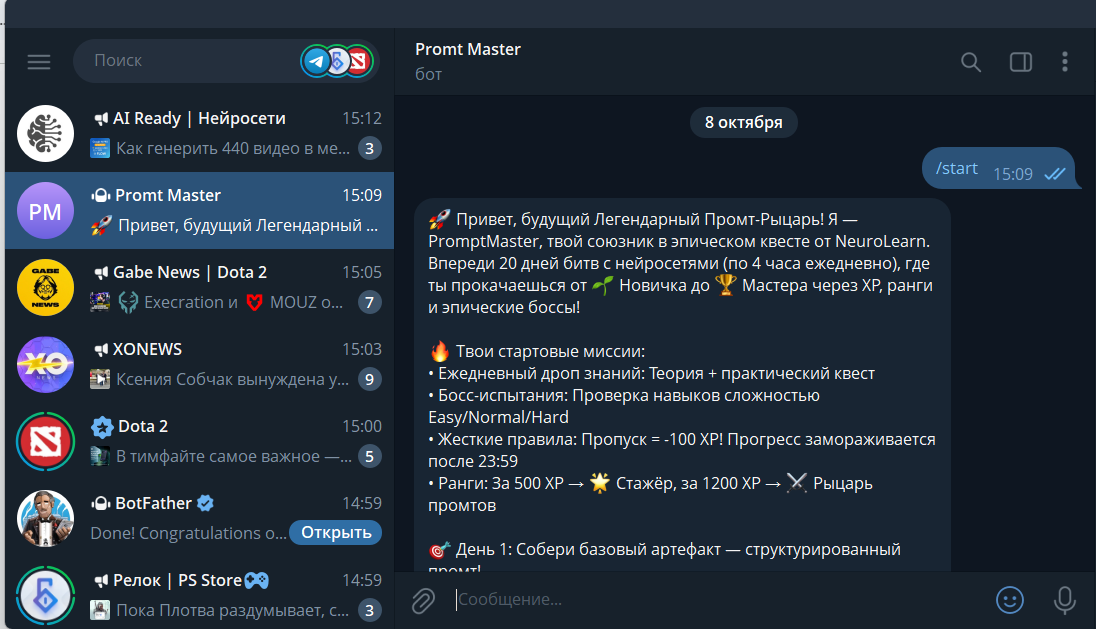 Поиск
AI Ready | Нейросети 15:12
Как генерить 440 видео в ме... 3
PM
Promt Master 15:09
Привет, будущий Легендарный ...
GABE
NEWS
Gabe News | Dota 2 15:05
Execration и MOUZ о... 7
XO
NEWS
XONEWS 15:03
Ксения Собчак вынуждена у... 9
Dota 2 15:00
В тимфайте самое важное —... 5
BotFather 14:59
Done! Congratulations o... Открыть
Релок | PS Store 14:59
Пока Плотва раздумывает, с... 3
Promt Master
бот
8 октября
/start 15:09
Привет, будущий Легендарный Промт-Рыцарь! Я —
PromptMaster, твой союзник в эпическом квесте от NeuroLearn.
Впереди 20 дней битв с нейросетями (по 4 часа ежедневно), где
ты прокачаешься от 🌱 Новичка до 🏆 Мастера через XP, ранги
и эпические боссы!
🔥 Твои стартовые миссии:
• Ежедневный дроп знаний: Теория + практический квест
• Босс-испытания: Проверка навыков сложностью
Easy/Normal/Hard
• Жесткие правила: Пропуск = -100 XP! Прогресс замораживается
после 23:59
• Ранги: За 500 XP → 🌟 Стажёр, за 1200 XP → ⚔️ Рыцарь
промтов
🎯 День 1: Собери базовый артефакт — структурированный
промт!
Сообщение...